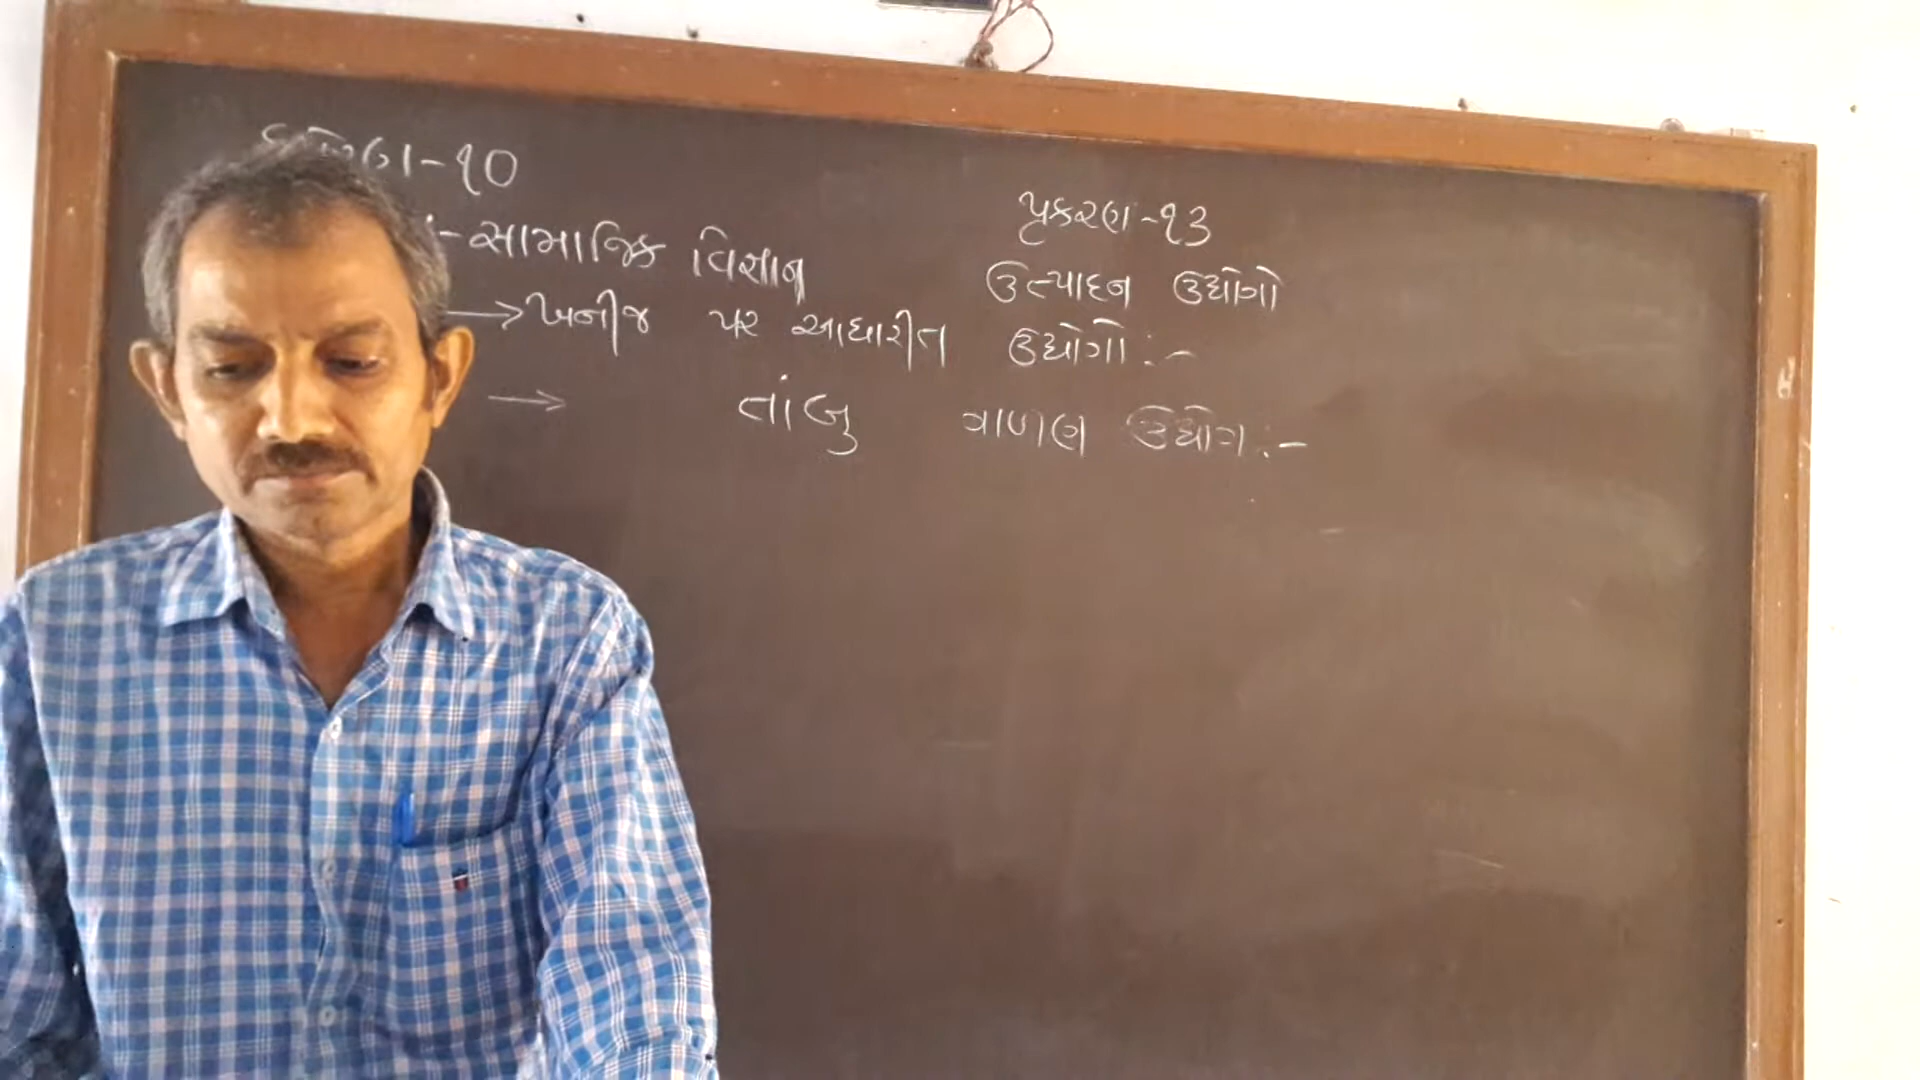 -૧૦
સામાજિક વિજ્ઞાન
પ્રકરણ-૧૩
ઉત્પાદન ઉદ્યોગો
→ ખનીજ પર આધારીત ઉદ્યોગો :-
→ તાંબુ ગાળણ ઉદ્યોગ :-